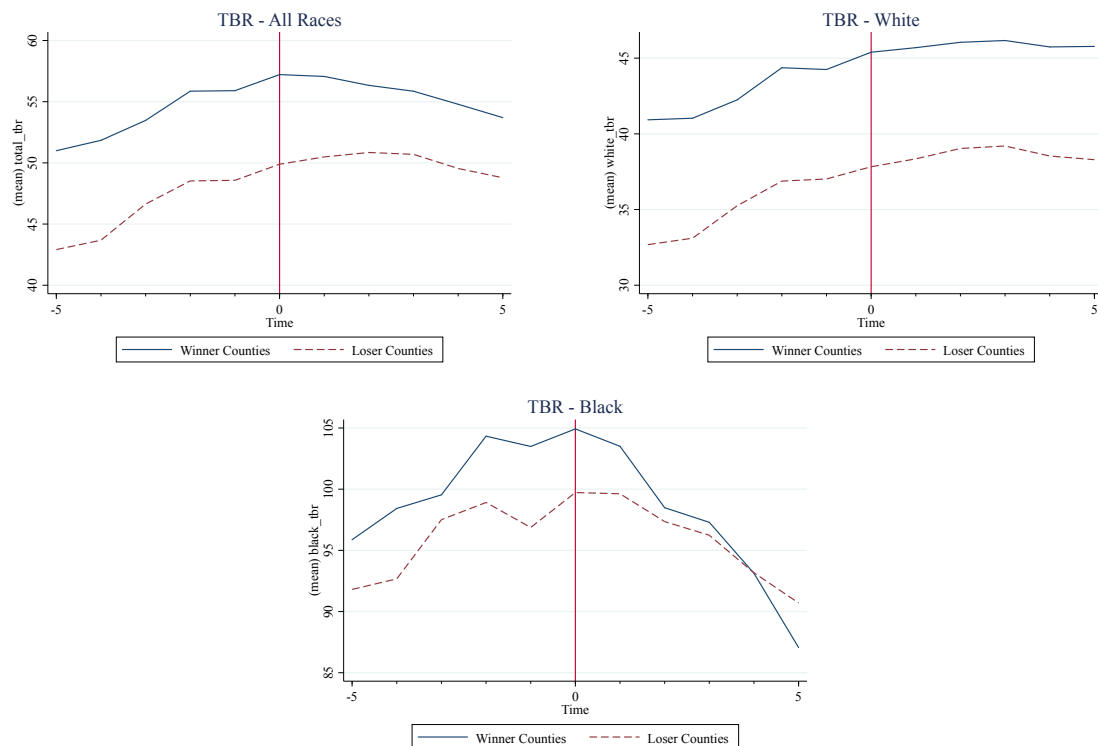 TBR - All Races
(mean) total_tbr
60
55
50
45
40
-5 0 5
Time
Winner Counties Loser Counties
TBR - White
(mean) white_tbr
45
40
35
30
-5 0 5
Time
Winner Counties Loser Counties
TBR - Black
(mean) black_tbr
105
100
95
90
85
-5 0 5
Time
Winner Counties Loser Counties